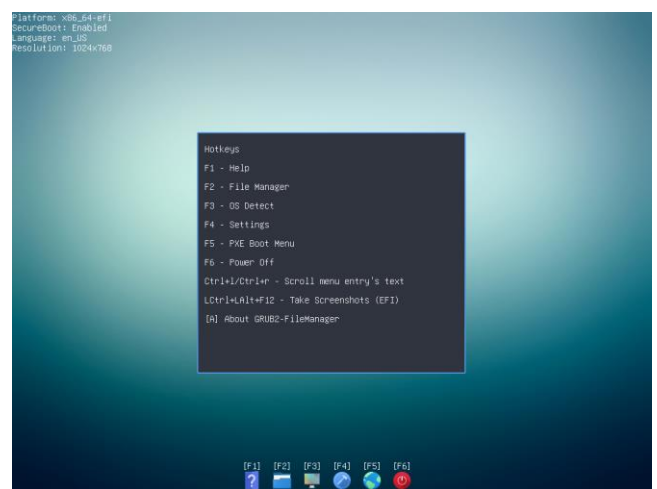 Platform: x86_64-efi
SecureBoot: Enabled
Language: en_US
Resolution: 1024x768
Hotkeys
F1 - Help
F2 - File Manager
F3 - OS Detect
F4 - Settings
F5 - PXE Boot Menu
F6 - Power Off
Ctrl+l/Ctrl+r - Scroll menu entry's text
LCtrl+LAlt+F12 - Take Screenshots (EFI)
[A] About GRUB2-FileManager
[F1] [F2] [F3] [F4] [F5] [F6]
?